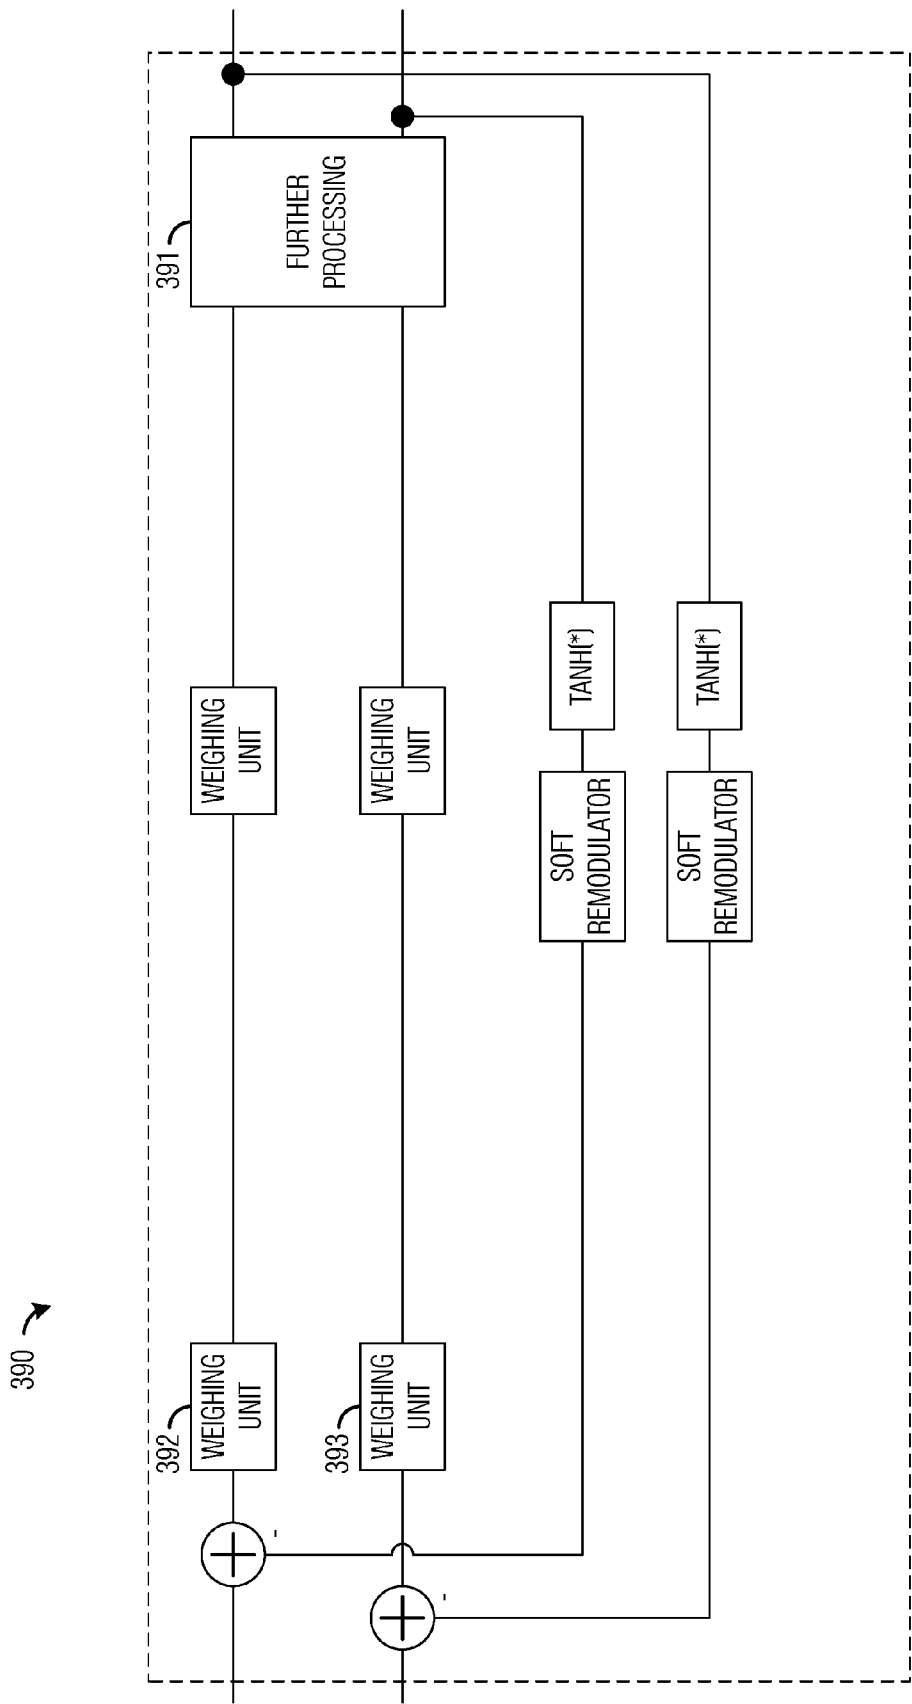 390
392
WEIGHING
UNIT
WEIGHING
UNIT
391
FURTHER
PROCESSING
393
WEIGHING
UNIT
WEIGHING
UNIT
SOFT
REMODULATOR
TANH(*)
SOFT
REMODULATOR
TANH(*)